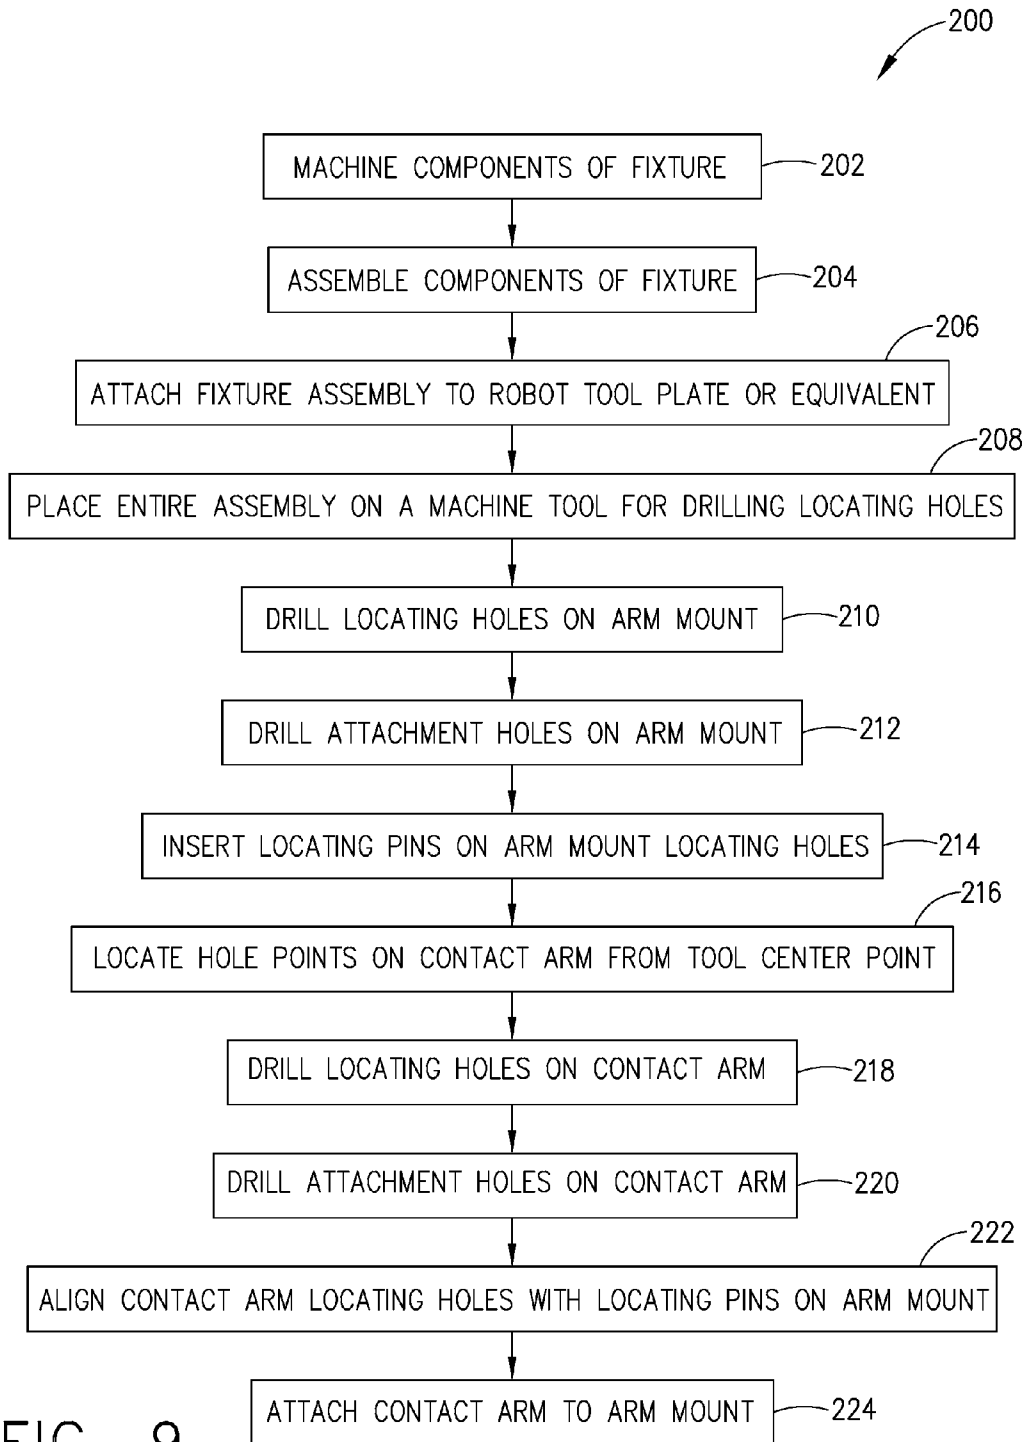 200
MACHINE COMPONENTS OF FIXTURE
202
ASSEMBLE COMPONENTS OF FIXTURE
204
206
ATTACH FIXTURE ASSEMBLY TO ROBOT TOOL PLATE OR EQUIVALENT
208
PLACE ENTIRE ASSEMBLY ON A MACHINE TOOL FOR DRILLING LOCATING HOLES
DRILL LOCATING HOLES ON ARM MOUNT
210
DRILL ATTACHMENT HOLES ON ARM MOUNT
212
INSERT LOCATING PINS ON ARM MOUNT LOCATING HOLES
214
216
LOCATE HOLE POINTS ON CONTACT ARM FROM TOOL CENTER POINT
DRILL LOCATING HOLES ON CONTACT ARM
218
DRILL ATTACHMENT HOLES ON CONTACT ARM
220
222
ALIGN CONTACT ARM LOCATING HOLES WITH LOCATING PINS ON ARM MOUNT
ATTACH CONTACT ARM TO ARM MOUNT
224
FIG. 9